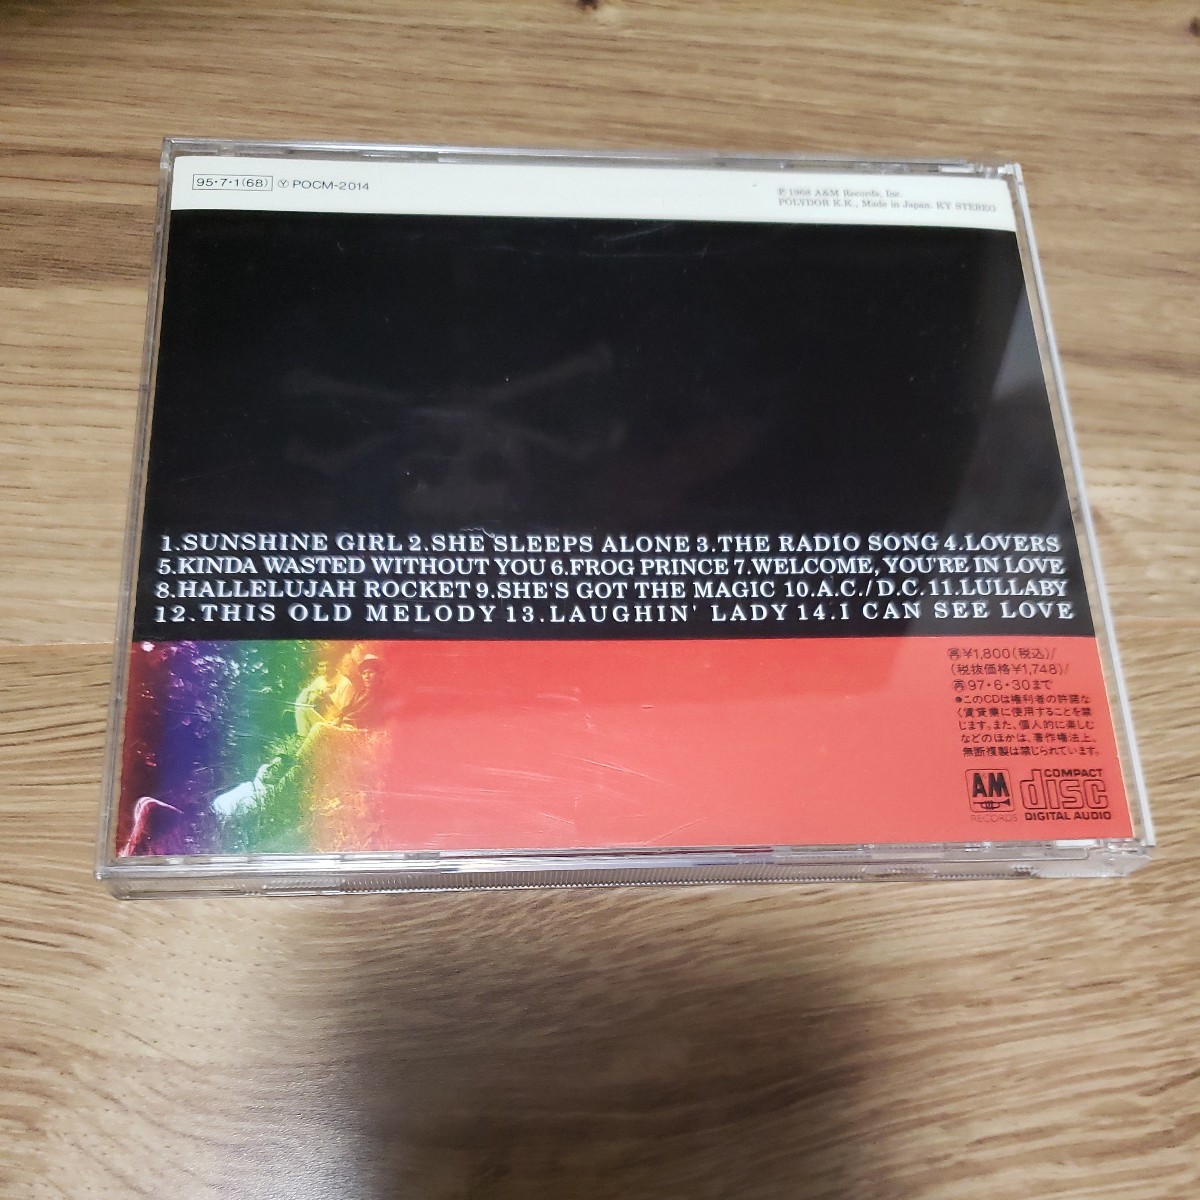 95・7・1(68) Ⓨ POCM-2014
℗ 1968 A&M Records, Inc.
POLYDOR K.K., Made in Japan. KY STEREO
1.SUNSHINE GIRL 2.SHE SLEEPS ALONE 3.THE RADIO SONG 4.LOVERS
5.KINDA WASTED WITHOUT YOU 6.FROG PRINCE 7.WELCOME, YOU'RE IN LOVE
8.HALLELUJAH ROCKET 9.SHE'S GOT THE MAGIC 10.A.C./D.C. 11.LULLABY
12.THIS OLD MELODY 13.LAUGHIN' LADY 14.I CAN SEE LOVE
㊢¥1,800(税込)/
(税抜価格¥1,748)/
㊢97・6・30まで
●このCDは権利者の許諾な
く賃貸業に使用することを禁
じます。また、個人的に楽しむ
などのほかは、著作権法上、
無断複製は禁じられています。
A&M
RECORDS
COMPACT
disc
DIGITAL AUDIO